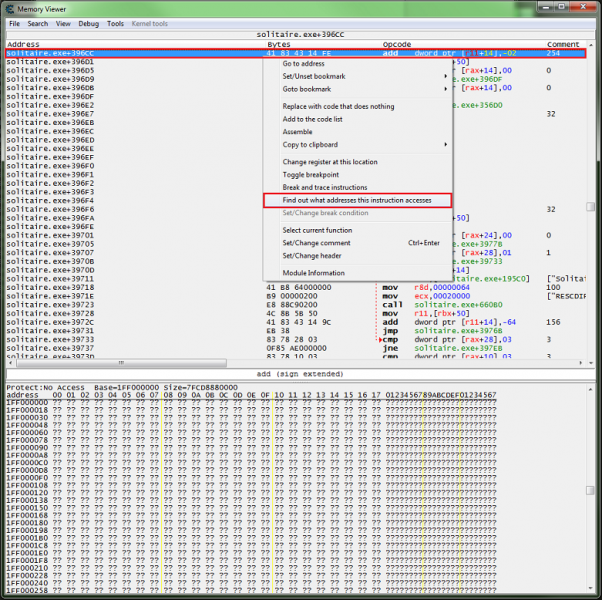 Memory Viewer
File Search View Debug Tools Kernel tools
solitaire.exe+396CC
Address Bytes Opcode Comment
solitaire.exe+396CC 41 83 43 14 FE add dword ptr [r11+14],-02 254
solitaire.exe+396D1 +50]
solitaire.exe+396D5 [rax+14],00 0
solitaire.exe+396D9 .exe+396DF
solitaire.exe+396DB [rax+14],00 0
solitaire.exe+396DF
solitaire.exe+396E2 .exe+356D0
solitaire.exe+396E7 32
solitaire.exe+396EB
solitaire.exe+396EC
solitaire.exe+396ED
solitaire.exe+396EE
solitaire.exe+396EF
solitaire.exe+396F0
solitaire.exe+396F1
solitaire.exe+396F2
solitaire.exe+396F3
solitaire.exe+396F4
solitaire.exe+396F6 32
solitaire.exe+396FA
solitaire.exe+396FE +50]
solitaire.exe+39701 [rax+24],00 0
solitaire.exe+39705 .exe+3977B
solitaire.exe+39707 [rax+28],01 1
solitaire.exe+3970B .exe+39733
solitaire.exe+3970D +14]
solitaire.exe+39711 .exe+195C0] ["Solita
solitaire.exe+39718 41 B8 64000000 mov r8d,00000064 100
solitaire.exe+3971E B9 00000200 mov ecx,00020000 ["RESCDIR
solitaire.exe+39723 E8 88C90200 call solitaire.exe+660B0
solitaire.exe+39728 4C 8B 5B 50 mov r11,[rbx+50]
solitaire.exe+3972C 41 83 43 14 9C add dword ptr [r11+14],-64 156
solitaire.exe+39731 EB 38 jmp solitaire.exe+3976B
solitaire.exe+39733 83 78 28 03 cmp dword ptr [rax+28],03 3
solitaire.exe+39737 0F85 AE000000 jne solitaire.exe+397EB
solitaire.exe+3973D 83 78 10 03 cmp dword ptr [rax+10],03 3
Go to address
Set/Unset bookmark
Goto bookmark
Replace with code that does nothing
Add to the code list
Assemble
Copy to clipboard
Change register at this location
Toggle breakpoint
Break and trace instructions
Find out what addresses this instruction accesses
Set/Change break condition
Select current function
Set/Change comment Ctrl+Enter
Set/Change header
Module Information
add (sign extended)
Protect:No Access Base=1FF000000 Size=7FCD8880000
address 00 01 02 03 04 05 06 07 08 09 0A 0B 0C 0D 0E 0F 10 11 12 13 14 15 16 17 0123456789ABCDEF01234567
1FF000000 ?? ?? ?? ?? ?? ?? ?? ?? ?? ?? ?? ?? ?? ?? ?? ?? ?? ?? ?? ?? ?? ?? ?? ?? ????????????????????????
1FF000018 ?? ?? ?? ?? ?? ?? ?? ?? ?? ?? ?? ?? ?? ?? ?? ?? ?? ?? ?? ?? ?? ?? ?? ?? ????????????????????????
1FF000030 ?? ?? ?? ?? ?? ?? ?? ?? ?? ?? ?? ?? ?? ?? ?? ?? ?? ?? ?? ?? ?? ?? ?? ?? ????????????????????????
1FF000048 ?? ?? ?? ?? ?? ?? ?? ?? ?? ?? ?? ?? ?? ?? ?? ?? ?? ?? ?? ?? ?? ?? ?? ?? ????????????????????????
1FF000060 ?? ?? ?? ?? ?? ?? ?? ?? ?? ?? ?? ?? ?? ?? ?? ?? ?? ?? ?? ?? ?? ?? ?? ?? ????????????????????????
1FF000078 ?? ?? ?? ?? ?? ?? ?? ?? ?? ?? ?? ?? ?? ?? ?? ?? ?? ?? ?? ?? ?? ?? ?? ?? ????????????????????????
1FF000090 ?? ?? ?? ?? ?? ?? ?? ?? ?? ?? ?? ?? ?? ?? ?? ?? ?? ?? ?? ?? ?? ?? ?? ?? ????????????????????????
1FF0000A8 ?? ?? ?? ?? ?? ?? ?? ?? ?? ?? ?? ?? ?? ?? ?? ?? ?? ?? ?? ?? ?? ?? ?? ?? ????????????????????????
1FF0000C0 ?? ?? ?? ?? ?? ?? ?? ?? ?? ?? ?? ?? ?? ?? ?? ?? ?? ?? ?? ?? ?? ?? ?? ?? ????????????????????????
1FF0000D8 ?? ?? ?? ?? ?? ?? ?? ?? ?? ?? ?? ?? ?? ?? ?? ?? ?? ?? ?? ?? ?? ?? ?? ?? ????????????????????????
1FF0000F0 ?? ?? ?? ?? ?? ?? ?? ?? ?? ?? ?? ?? ?? ?? ?? ?? ?? ?? ?? ?? ?? ?? ?? ?? ????????????????????????
1FF000108 ?? ?? ?? ?? ?? ?? ?? ?? ?? ?? ?? ?? ?? ?? ?? ?? ?? ?? ?? ?? ?? ?? ?? ?? ????????????????????????
1FF000120 ?? ?? ?? ?? ?? ?? ?? ?? ?? ?? ?? ?? ?? ?? ?? ?? ?? ?? ?? ?? ?? ?? ?? ?? ????????????????????????
1FF000138 ?? ?? ?? ?? ?? ?? ?? ?? ?? ?? ?? ?? ?? ?? ?? ?? ?? ?? ?? ?? ?? ?? ?? ?? ????????????????????????
1FF000150 ?? ?? ?? ?? ?? ?? ?? ?? ?? ?? ?? ?? ?? ?? ?? ?? ?? ?? ?? ?? ?? ?? ?? ?? ????????????????????????
1FF000168 ?? ?? ?? ?? ?? ?? ?? ?? ?? ?? ?? ?? ?? ?? ?? ?? ?? ?? ?? ?? ?? ?? ?? ?? ????????????????????????
1FF000180 ?? ?? ?? ?? ?? ?? ?? ?? ?? ?? ?? ?? ?? ?? ?? ?? ?? ?? ?? ?? ?? ?? ?? ?? ????????????????????????
1FF000198 ?? ?? ?? ?? ?? ?? ?? ?? ?? ?? ?? ?? ?? ?? ?? ?? ?? ?? ?? ?? ?? ?? ?? ?? ????????????????????????
1FF0001B0 ?? ?? ?? ?? ?? ?? ?? ?? ?? ?? ?? ?? ?? ?? ?? ?? ?? ?? ?? ?? ?? ?? ?? ?? ????????????????????????
1FF0001C8 ?? ?? ?? ?? ?? ?? ?? ?? ?? ?? ?? ?? ?? ?? ?? ?? ?? ?? ?? ?? ?? ?? ?? ?? ????????????????????????
1FF0001E0 ?? ?? ?? ?? ?? ?? ?? ?? ?? ?? ?? ?? ?? ?? ?? ?? ?? ?? ?? ?? ?? ?? ?? ?? ????????????????????????
1FF0001F8 ?? ?? ?? ?? ?? ?? ?? ?? ?? ?? ?? ?? ?? ?? ?? ?? ?? ?? ?? ?? ?? ?? ?? ?? ????????????????????????
1FF000210 ?? ?? ?? ?? ?? ?? ?? ?? ?? ?? ?? ?? ?? ?? ?? ?? ?? ?? ?? ?? ?? ?? ?? ?? ????????????????????????
1FF000228 ?? ?? ?? ?? ?? ?? ?? ?? ?? ?? ?? ?? ?? ?? ?? ?? ?? ?? ?? ?? ?? ?? ?? ?? ????????????????????????
1FF000240 ?? ?? ?? ?? ?? ?? ?? ?? ?? ?? ?? ?? ?? ?? ?? ?? ?? ?? ?? ?? ?? ?? ?? ?? ????????????????????????
1FF000258 ?? ?? ?? ?? ?? ?? ?? ?? ?? ?? ?? ?? ?? ?? ?? ?? ?? ?? ?? ?? ?? ?? ?? ?? ????????????????????????